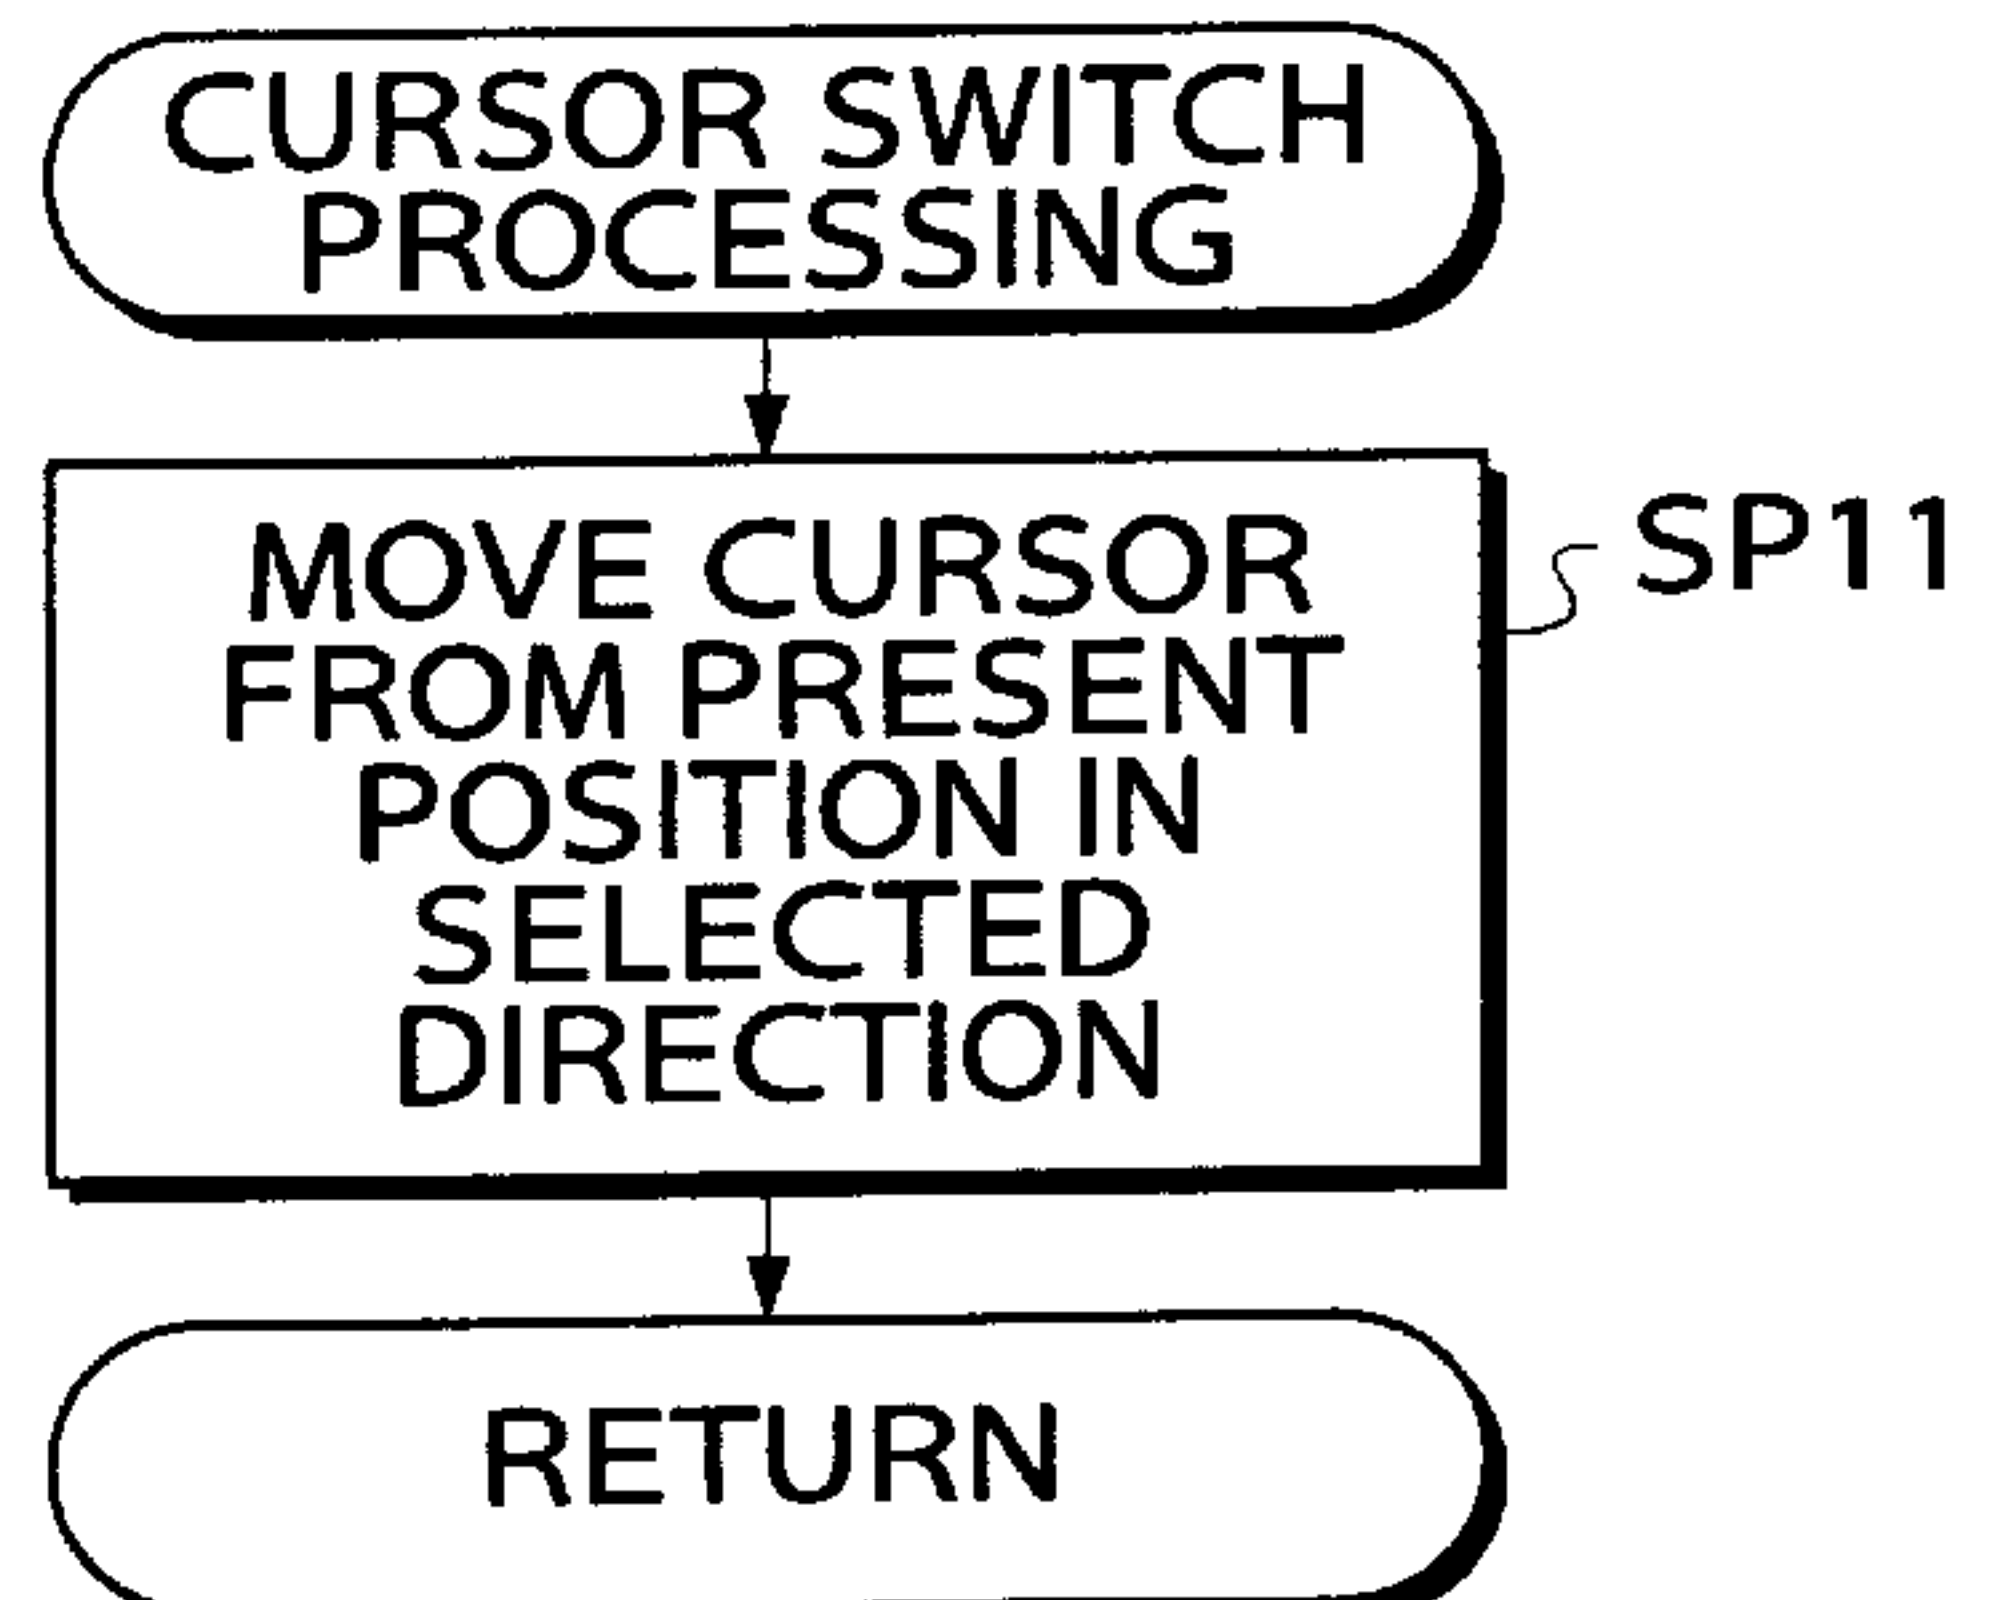 CURSOR SWITCH
PROCESSING
MOVE CURSOR
FROM PRESENT
POSITION IN
SELECTED
DIRECTION
SP11
RETURN